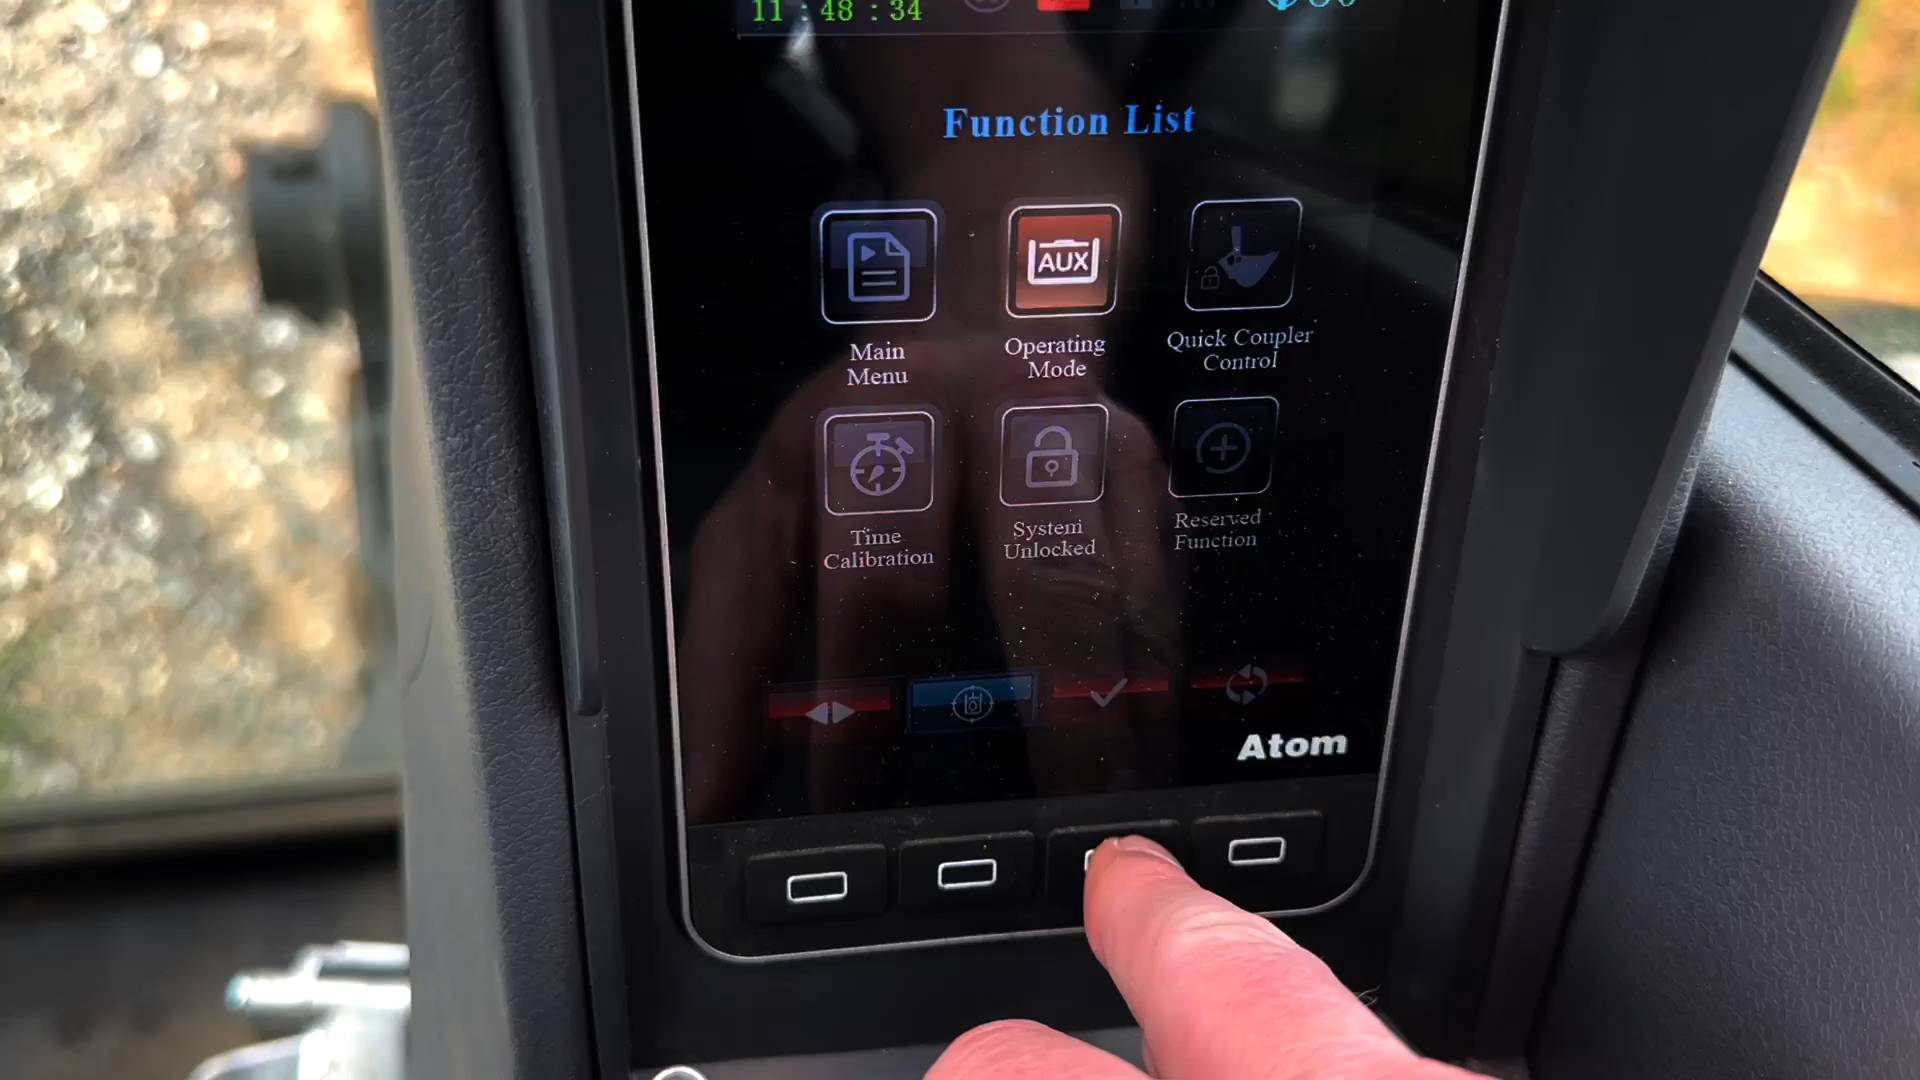 11 : 48 : 34
Function List
AUX
Main
Menu
Operating
Mode
Quick Coupler
Control
Time
Calibration
System
Unlocked
Reserved
Function
Atom